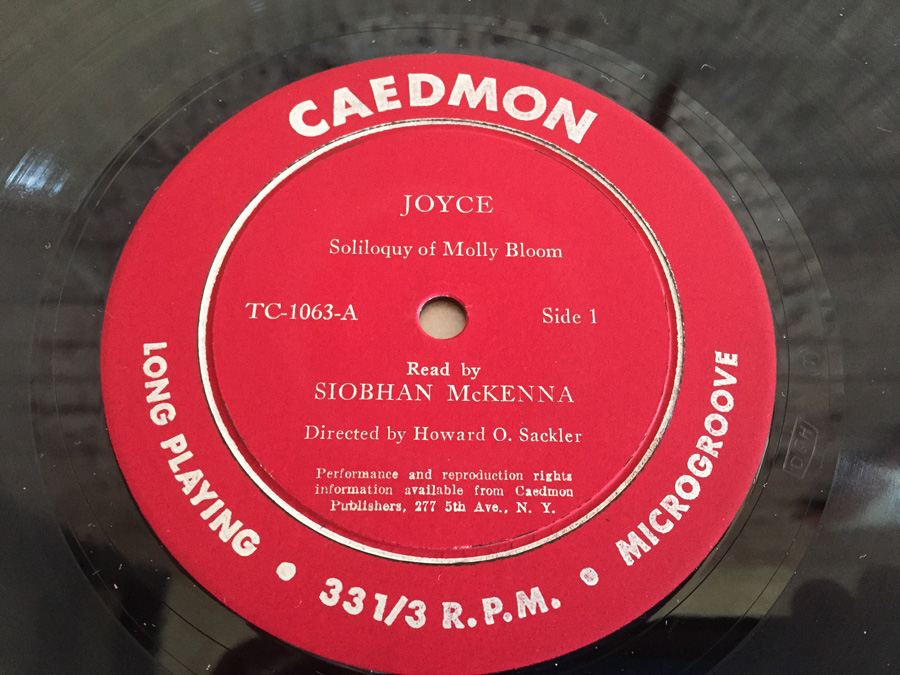 CAEDMON
JOYCE
Soliloquy of Molly Bloom
TC-1063-A
Side 1
Read by
SIOBHAN McKENNA
Directed by Howard O. Sackler
Performance and reproduction rights
information available from Caedmon
Publishers, 277 5th Ave., N. Y.
LONG PLAYING • 33 1/3 R.P.M. • MICROGROOVE